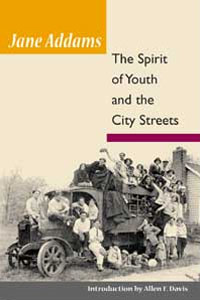 Jane Addams
The Spirit
of Youth
and the
City Streets
Introduction by Allen F. Davis